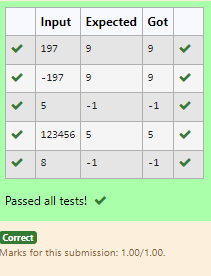 Input Expected Got
197 9 9
-197 9 9
5 -1 -1
123456 5 5
8 -1 -1
Passed all tests!
Correct
Marks for this submission: 1.00/1.00.